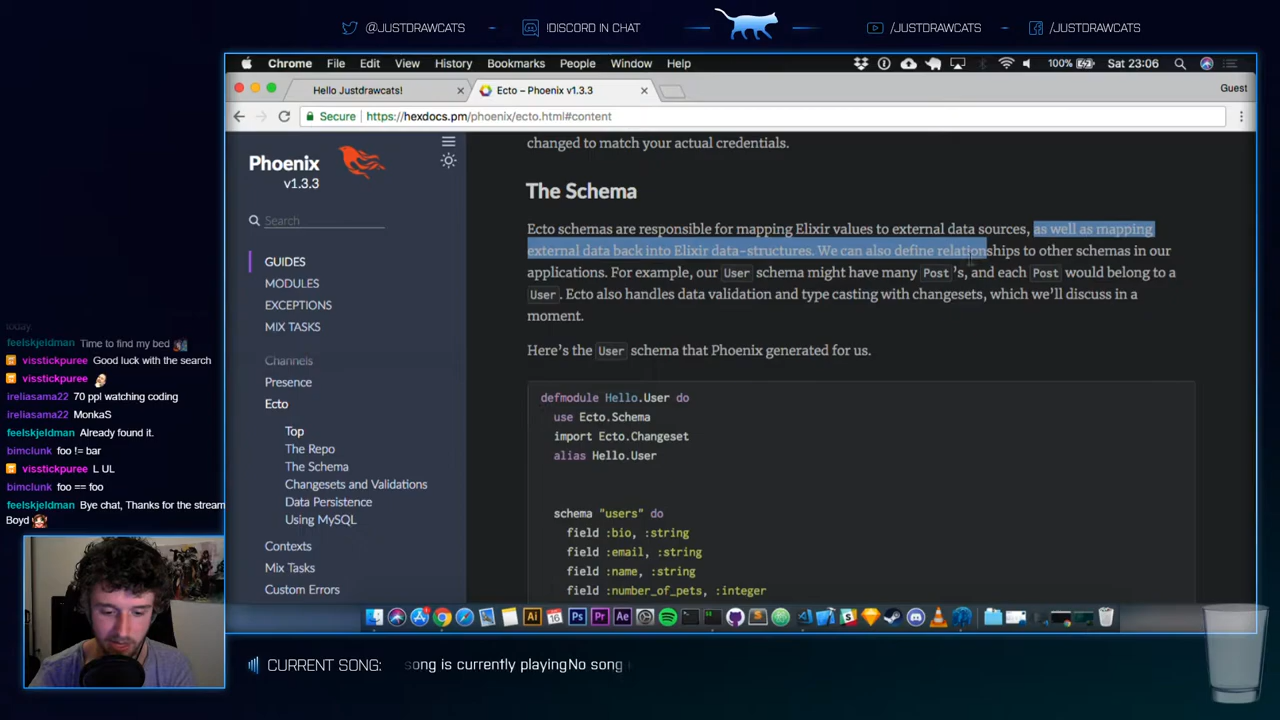 @JUSTDRAWCATS
!DISCORD IN CHAT
/JUSTDRAWCATS
/JUSTDRAWCATS
Chrome File Edit View History Bookmarks People Window Help
100% Sat 23:06
Hello Justdrawcats!
Ecto – Phoenix v1.3.3
Guest
Secure https://hexdocs.pm/phoenix/ecto.html#content
Phoenix
v1.3.3
Search
GUIDES
MODULES
EXCEPTIONS
MIX TASKS
Channels
Presence
Ecto
Top
The Repo
The Schema
Changesets and Validations
Data Persistence
Using MySQL
Contexts
Mix Tasks
Custom Errors
changed to match your actual credentials.
The Schema
Ecto schemas are responsible for mapping Elixir values to external data sources, as well as mapping
external data back into Elixir data-structures. We can also define relationships to other schemas in our
applications. For example, our User schema might have many Post 's, and each Post would belong to a
User. Ecto also handles data validation and type casting with changesets, which we'll discuss in a
moment.
Here's the User schema that Phoenix generated for us.
defmodule Hello.User do
use Ecto.Schema
import Ecto.Changeset
alias Hello.User
schema "users" do
field :bio, :string
field :email, :string
field :name, :string
field :number_of_pets, :integer
today.
feelskjeldman Time to find my bed
visstickpuree Good luck with the search
visstickpuree
ireliasama22 70 ppl watching coding
ireliasama22 MonkaS
feelskjeldman Already found it.
bimclunk foo != bar
visstickpuree L UL
bimclunk foo == foo
feelskjeldman Bye chat, Thanks for the stream
Boyd
CURRENT SONG:
song is currently playingNo song